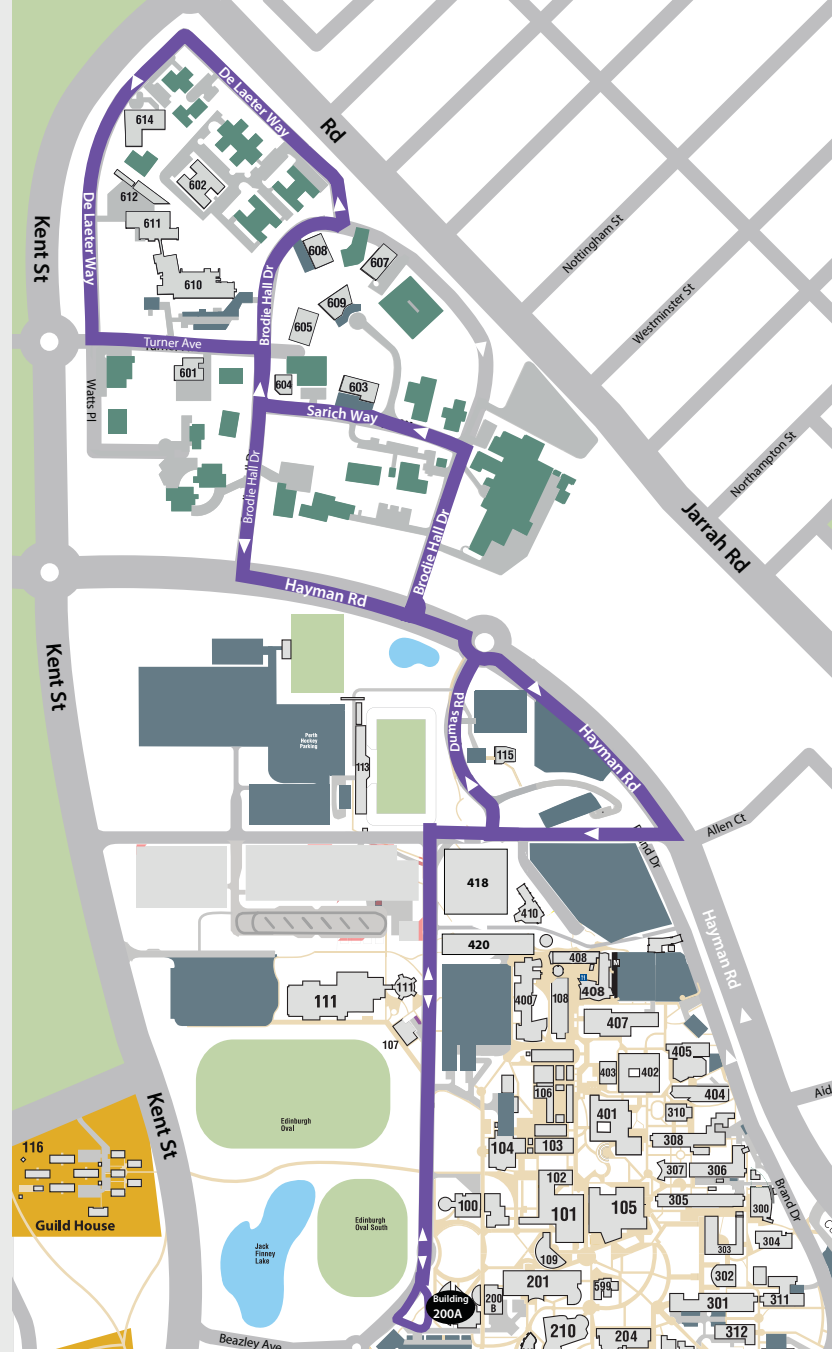 De Laeter Way
Rd
614
602
612
611
610
De Laeter Way
Kent St
608
607
609
605
Brodie Hall Dr
Nottingham St
Westminster St
Turner Ave
601
604
603
Watts Pl
Sarich Way
Brodie Hall Dr
Northampton St
Jarrah Rd
Brodie Hall Dr
Hayman Rd
Kent St
Dumas Rd
Perth
Hockey
Parking
113
115
Hayman Rd
Allen Ct
418
410
420
Hayman Rd
408
408
4007
108
111
111
107
407
405
403
402
404
106
401
310
Edinburgh
Oval
Kent St
116
104
103
308
307
306
102
Guild House
100
101
105
305
300
Brand Dr
Edinburgh
Oval South
Jack
Finney
Lake
109
303
304
302
201
599
Building
200A
200
B
301
311
210
204
312
Beazley Ave